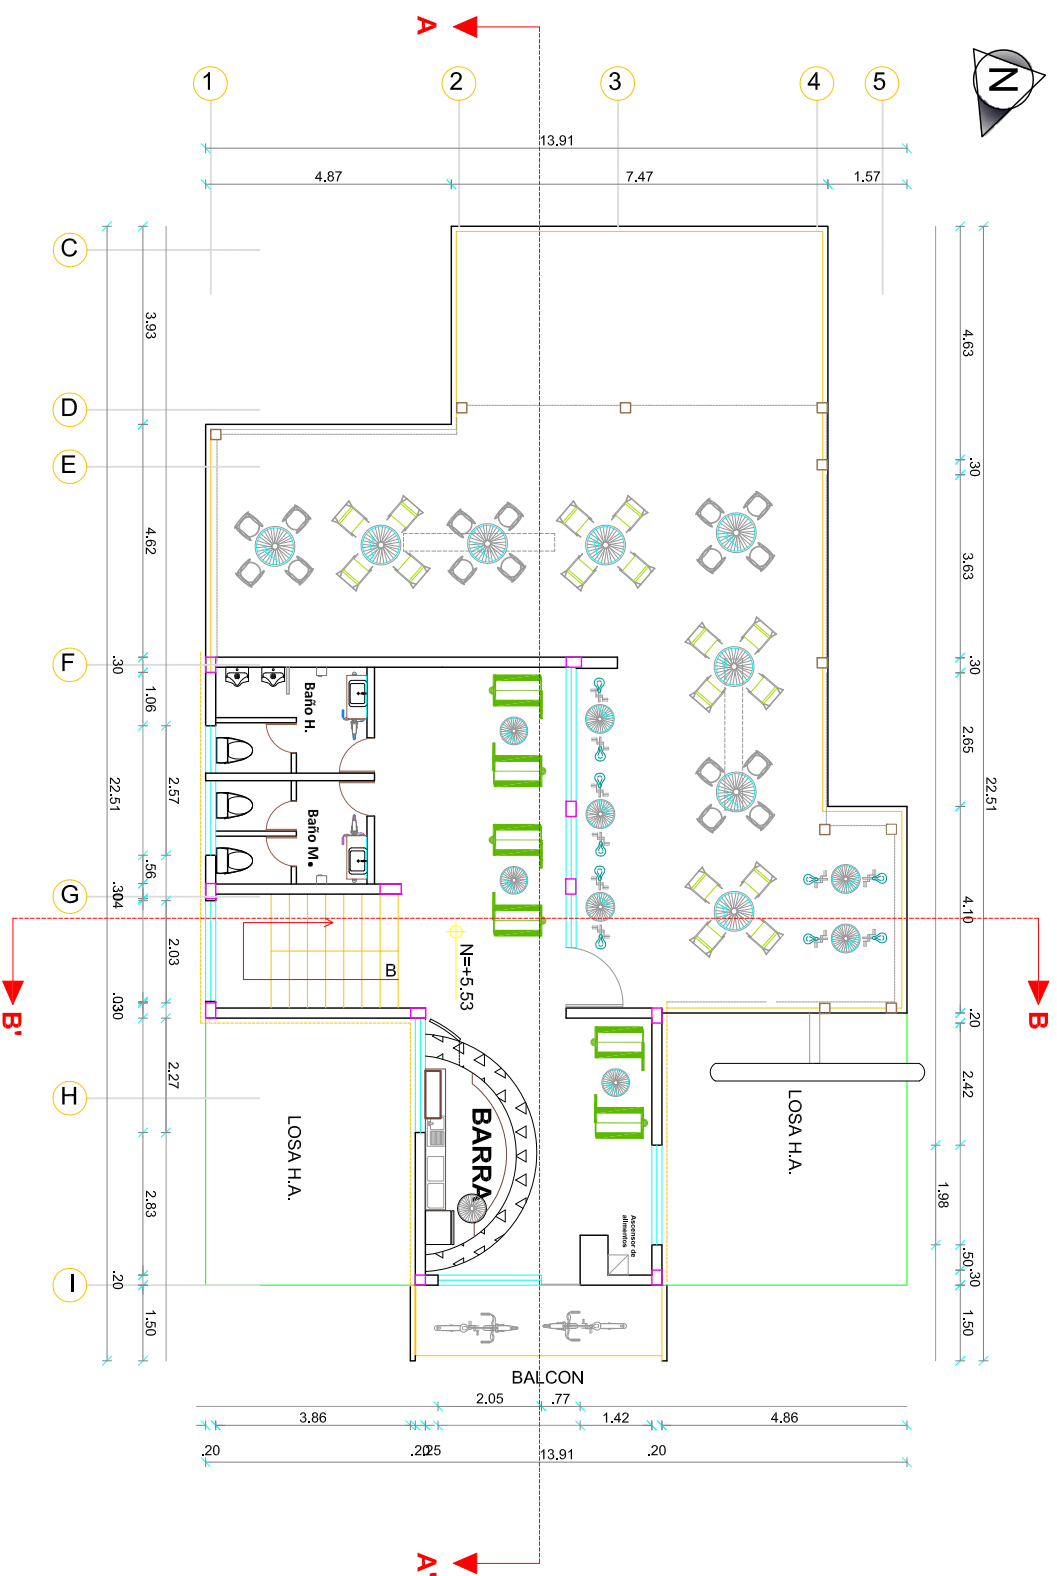 A
N
1
2
3
4
5
13.91
4.87
7.47
1.57
C
D
E
F
G
H
I
3.93
4.62
.30
1.06
22.51
2.57
.56
.304
2.03
.030
2.27
2.83
.20
1.50
4.63
.30
3.63
.30
2.65
22.51
4.10
.20
2.42
1.98
.50
.30
1.50
Baño H.
Baño M.
B
N=+5.53
B'
B
BARRA
LOSA H.A.
LOSA H.A.
Ascensor de
alimentos
BALCON
2.05
.77
3.86
1.42
4.86
.20
.20
.25
13.91
.20
A'